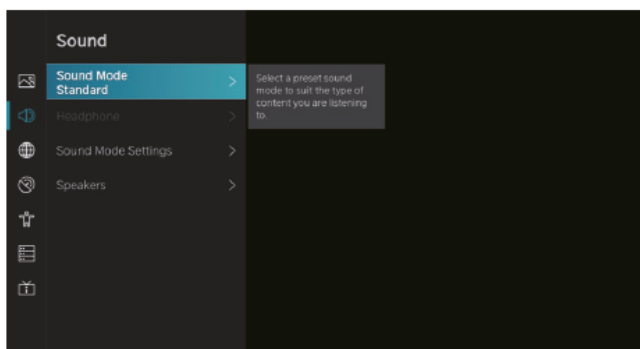 Sound
Sound Mode
Standard
Select a preset sound
mode to suit the type of
content you are listening
to.
Headphone
Sound Mode Settings
Speakers